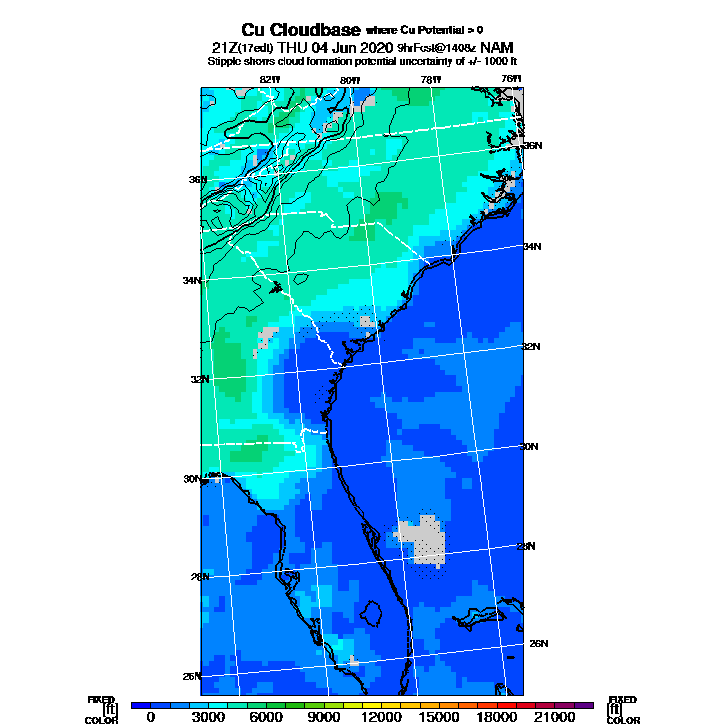 Cu Cloudbase where Cu Potential > 0
21Z(17edt) THU 04 Jun 2020 9hrFcst@1408z NAM
Stipple shows cloud formation potential uncertainty of +/- 1000 ft
82W 80W 78W 76W
36N
36N
34N
34N
32N
32N
30N
30N
28N
28N
26N
26N
FIXED FIXED
[ft] [ft]
COLOR COLOR
0 3000 6000 9000 12000 15000 18000 21000